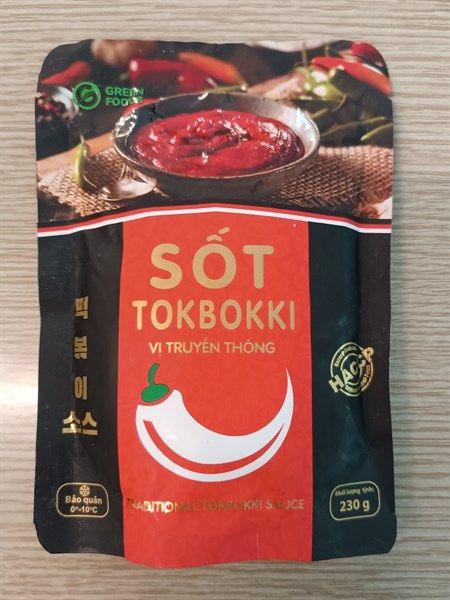 GREEN
FOODS
SỐT
TOKBOKKI
VỊ TRUYỀN THỐNG
떡볶이 소스
HACCP
TRADITIONAL TOKBOKKI SAUCE
Bảo quản
0°-10°C
Khối lượng tịnh:
230 g